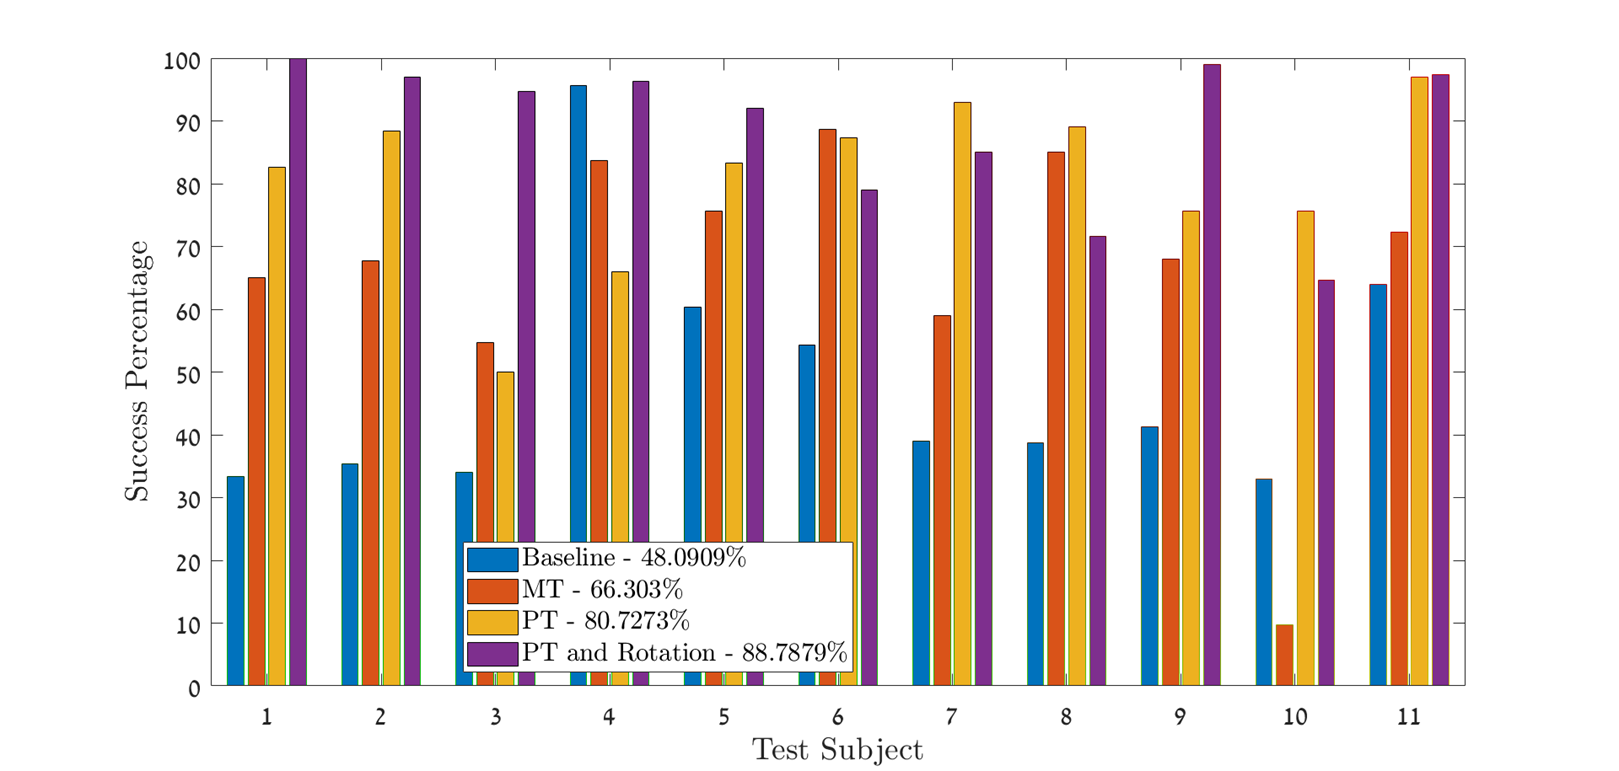 100
90
80
70
60
50
40
30
20
10
0
Success Percentage
Baseline - 48.0909%
MT - 66.303%
PT - 80.7273%
PT and Rotation - 88.7879%
1 2 3 4 5 6 7 8 9 10 11
Test Subject